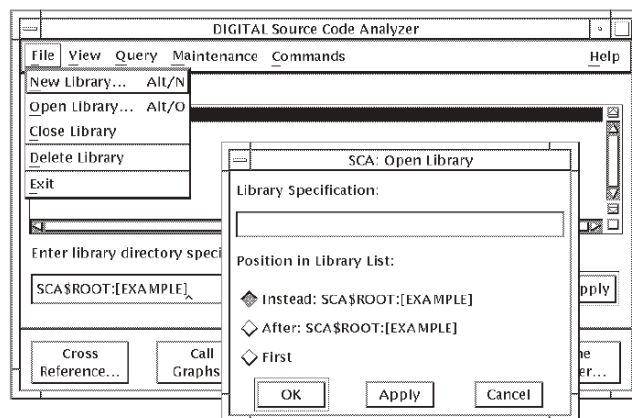 DIGITAL Source Code Analyzer
File View Query Maintenance Commands Help
New Library... Alt/N
Open Library... Alt/O
Close Library
Delete Library
Exit
Enter library directory speci
SCA$ROOT:[EXAMPLE]
pply
Cross
Reference...
Call
Graphs
ne
er...
SCA: Open Library
Library Specification:
Position in Library List:
Instead: SCA$ROOT:[EXAMPLE]
After: SCA$ROOT:[EXAMPLE]
First
OK Apply Cancel